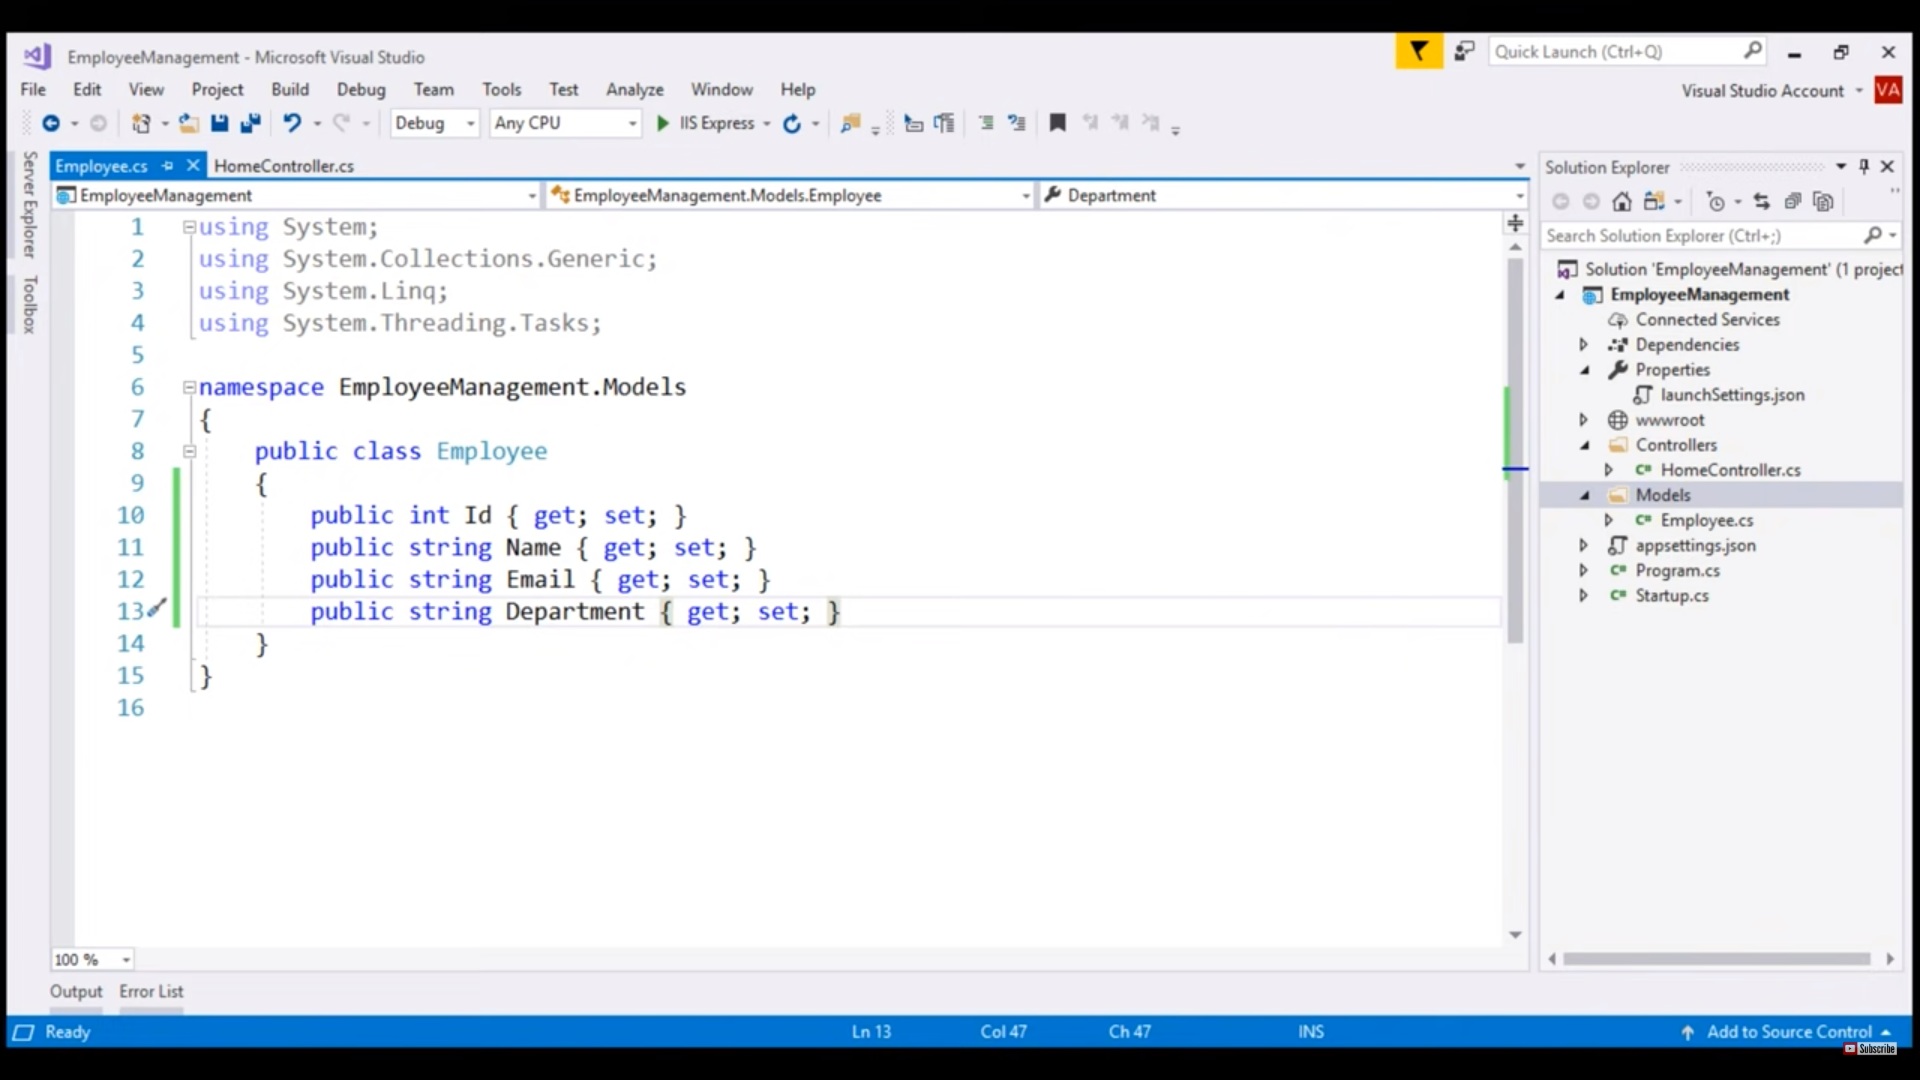 EmployeeManagement - Microsoft Visual Studio
Quick Launch (Ctrl+Q)
File Edit View Project Build Debug Team Tools Test Analyze Window Help
Visual Studio Account VA
Debug Any CPU IIS Express
Server Explorer
Toolbox
Employee.cs HomeController.cs
EmployeeManagement EmployeeManagement.Models.Employee Department
1 using System;
2 using System.Collections.Generic;
3 using System.Linq;
4 using System.Threading.Tasks;
5
6 namespace EmployeeManagement.Models
7 {
8 public class Employee
9 {
10 public int Id { get; set; }
11 public string Name { get; set; }
12 public string Email { get; set; }
13 public string Department { get; set; }
14 }
15 }
16
100 %
Output Error List
Solution Explorer
Search Solution Explorer (Ctrl+;)
Solution 'EmployeeManagement' (1 project
EmployeeManagement
Connected Services
Dependencies
Properties
launchSettings.json
wwwroot
Controllers
C# HomeController.cs
Models
C# Employee.cs
appsettings.json
C# Program.cs
C# Startup.cs
Ready Ln 13 Col 47 Ch 47 INS Add to Source Control
Subscribe